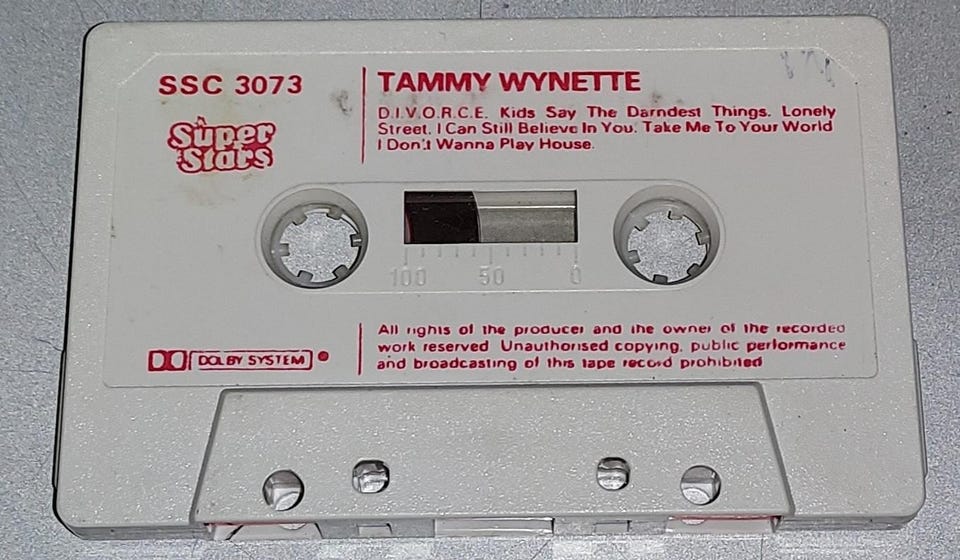 SSC 3073
Super
Stars
TAMMY WYNETTE
D.I.V.O.R.C.E. Kids Say The Darndest Things. Lonely
Street. I Can Still Believe In You. Take Me To Your World
I Don't Wanna Play House.
100 50 0
DOLBY SYSTEM
All rights of the producer and the owner of the recorded
work reserved Unauthorised copying, public performance
and broadcasting of this tape record prohibited